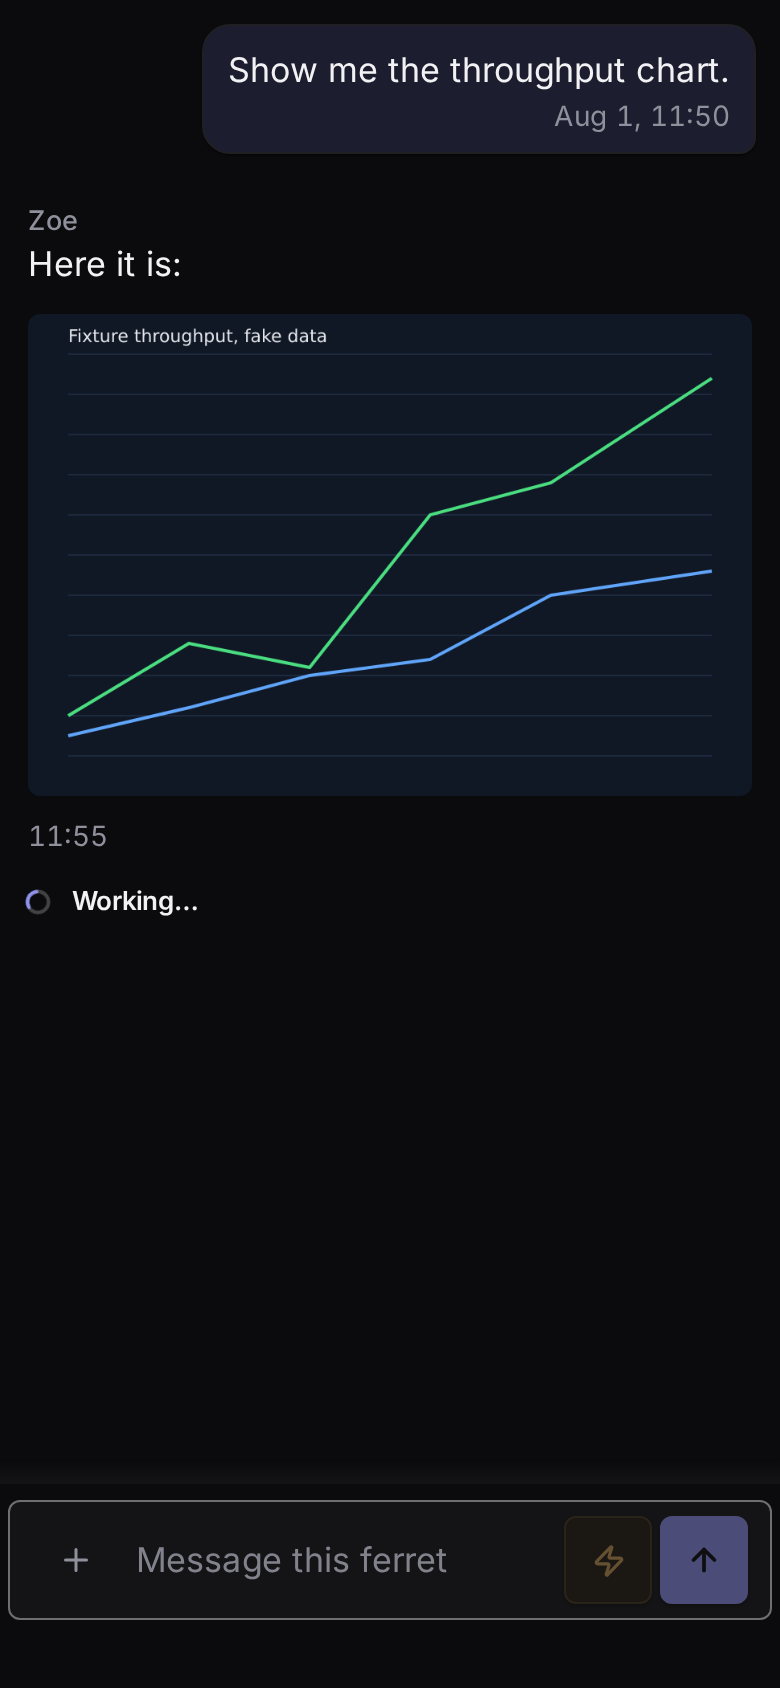 Show me the throughput chart.
Aug 1, 11:50
Zoe
Here it is:
Fixture throughput, fake data
11:55
Working...
Message this ferret